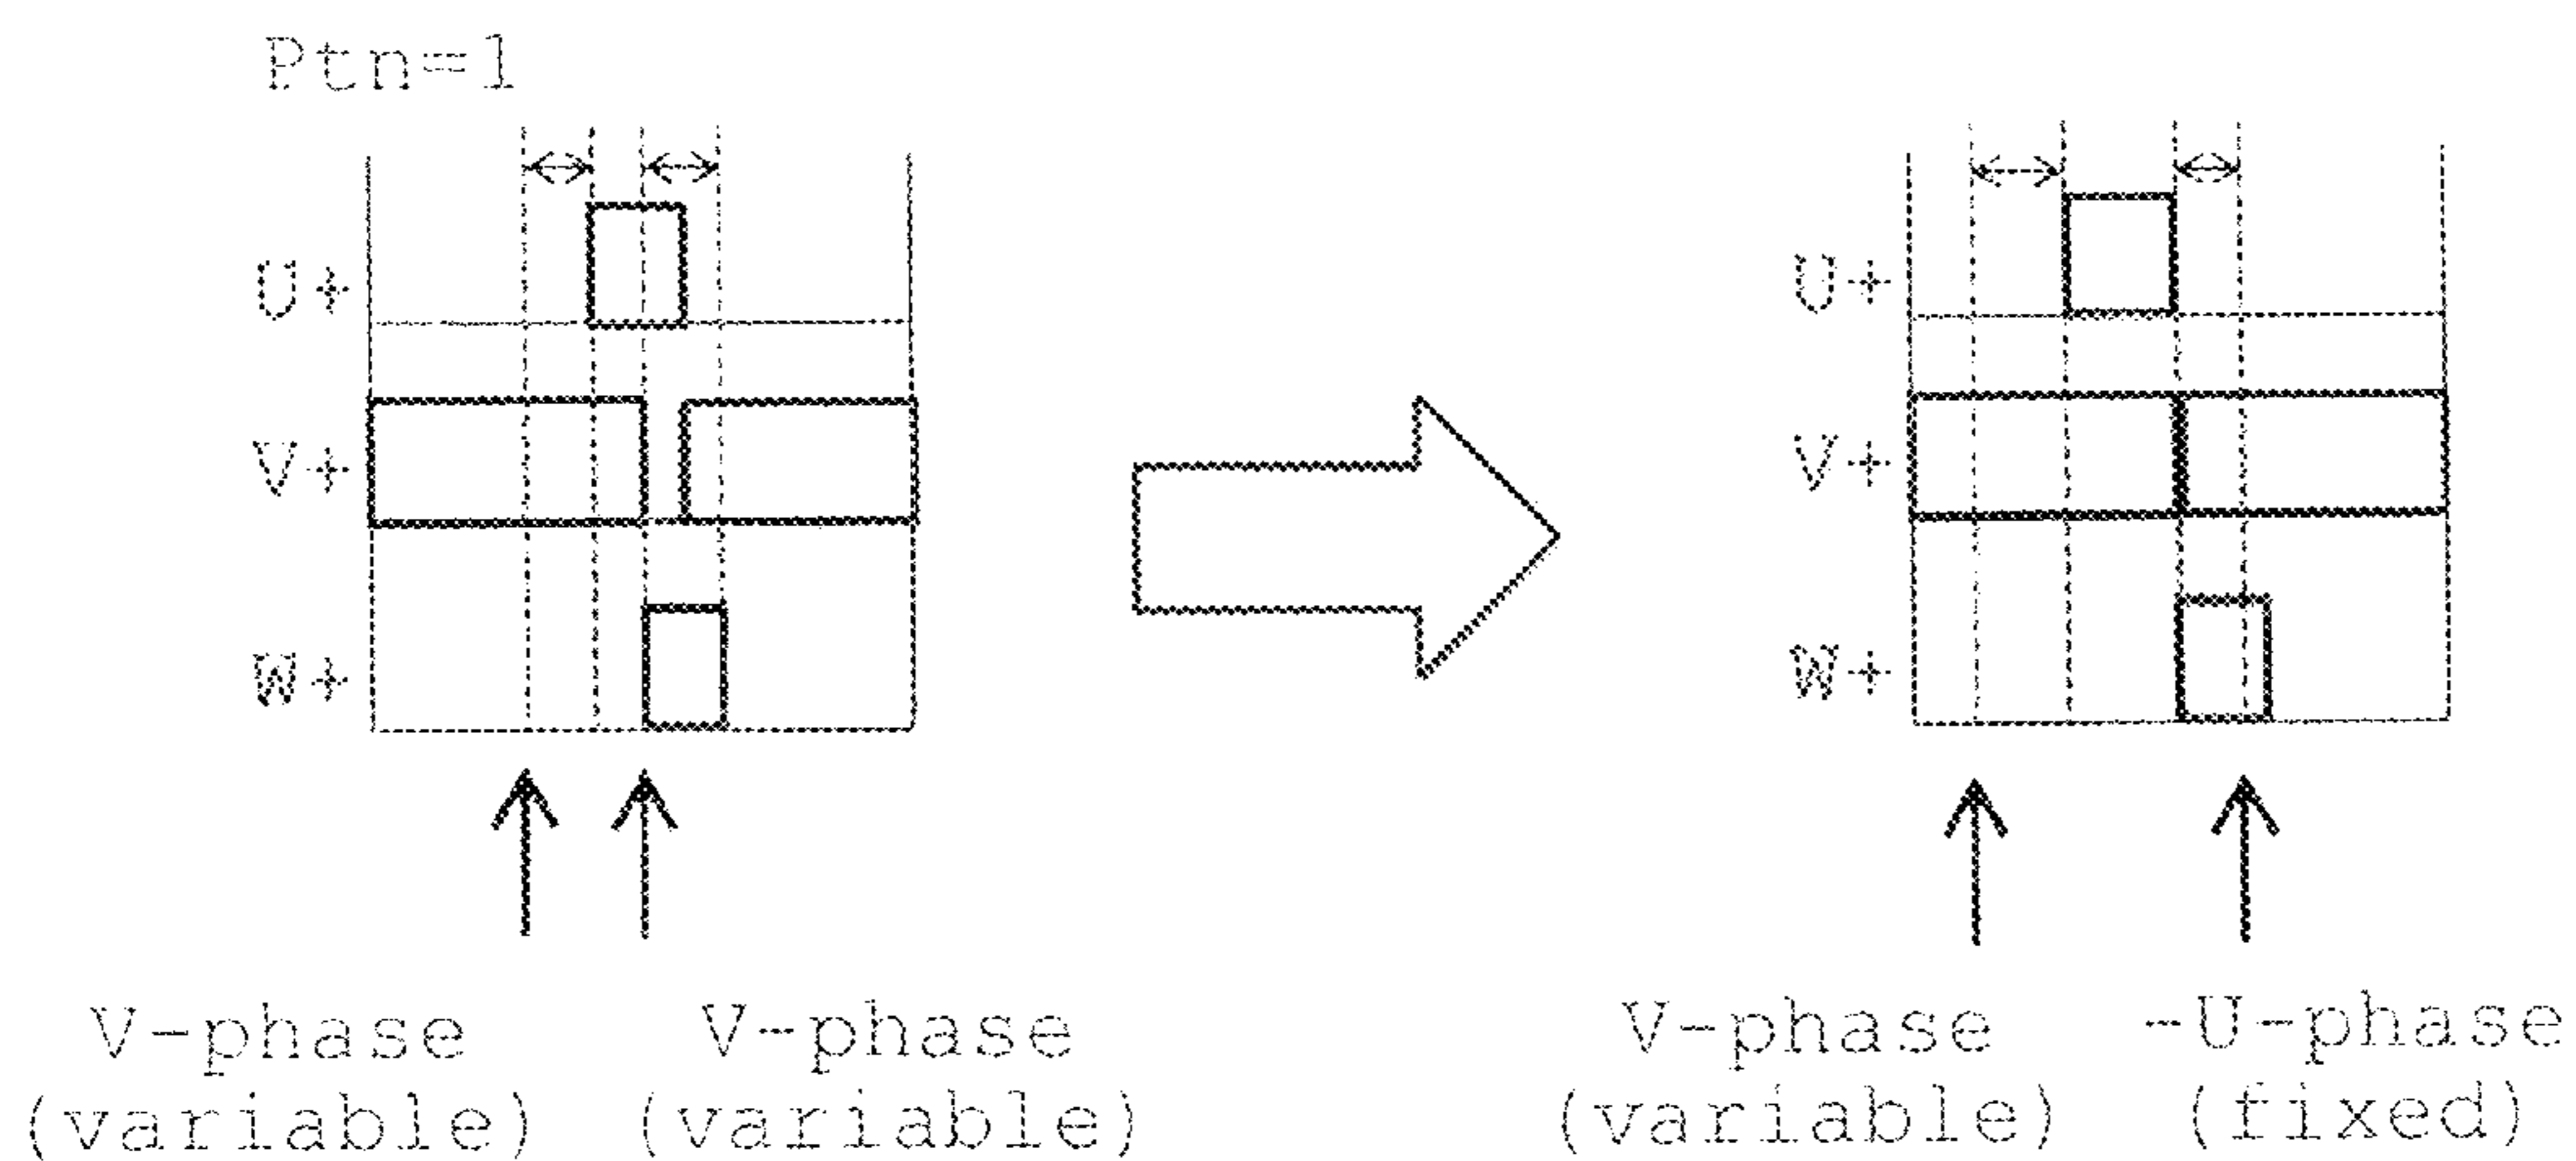 Ptn=1
U+
V+
W+
V-phase
(variable)
V-phase
(variable)
U+
V+
W+
V-phase
(variable)
-U-phase
(fixed)